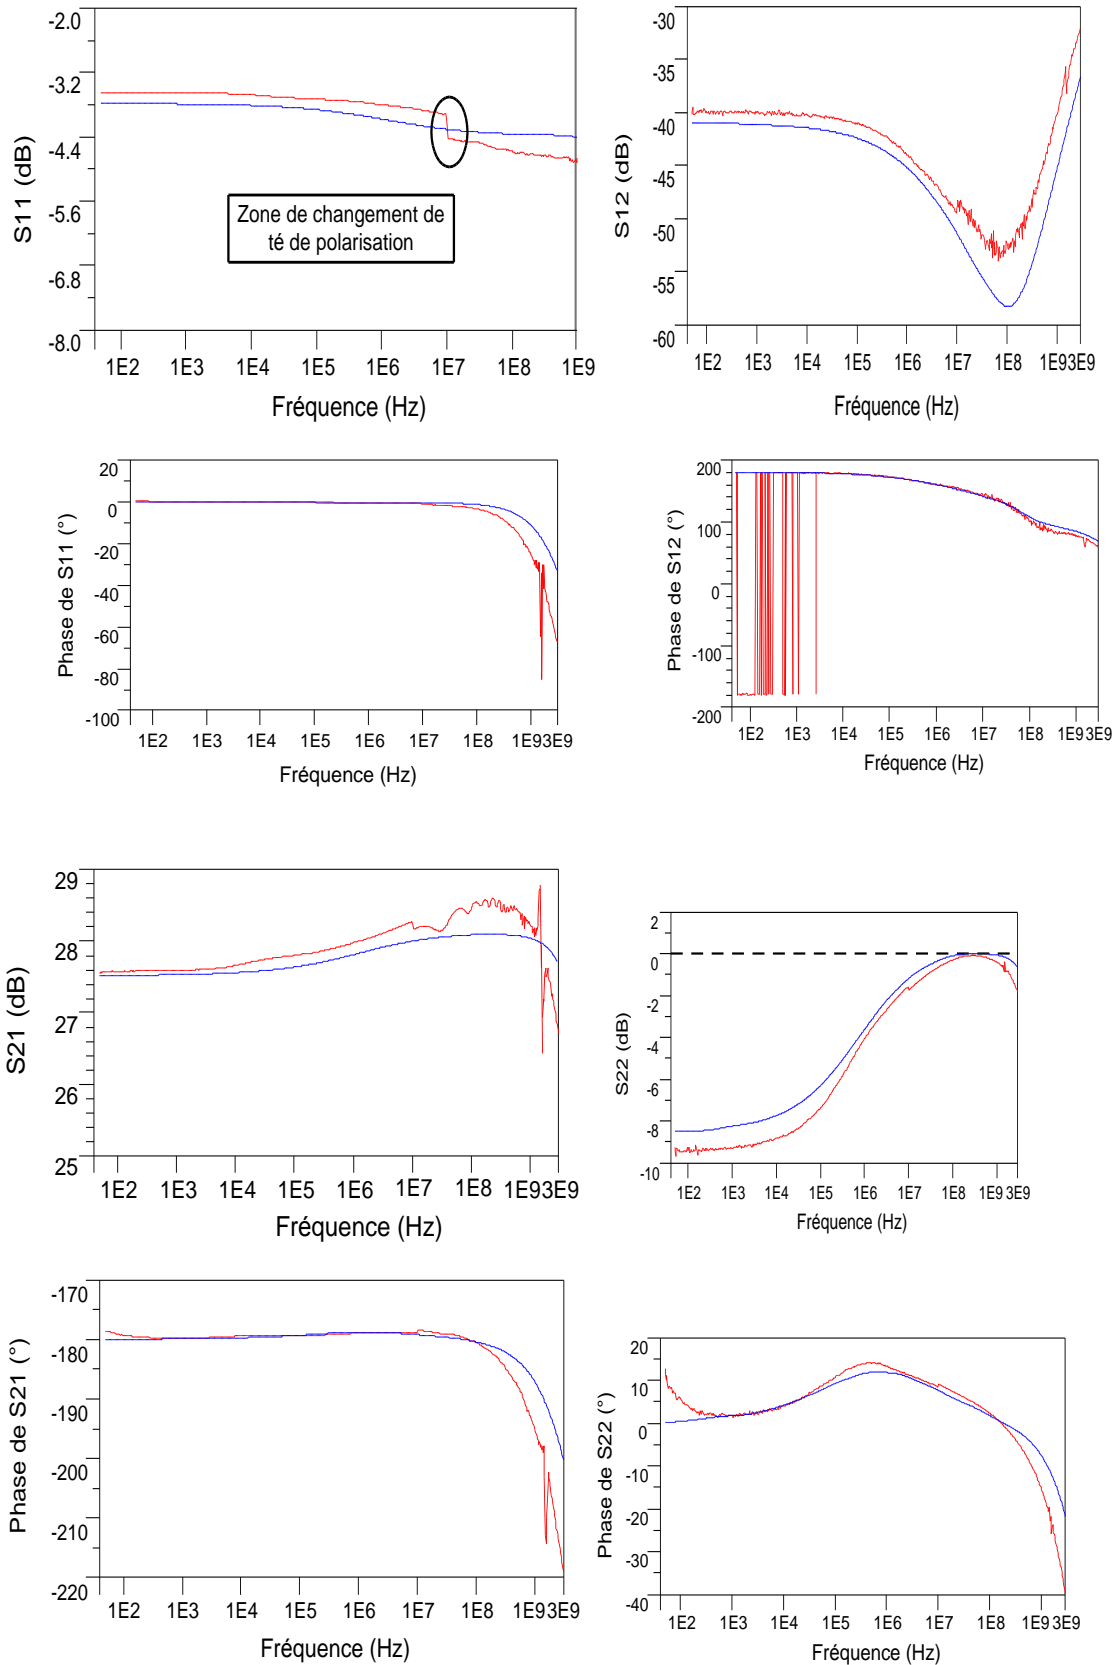 -2.0
-3.2
-4.4
-5.6
-6.8
-8.0
S11 (dB)
Zone de changement de
té de polarisation
1E2 1E3 1E4 1E5 1E6 1E7 1E8 1E9
Fréquence (Hz)
-30
-35
-40
-45
-50
-55
-60
S12 (dB)
1E2 1E3 1E4 1E5 1E6 1E7 1E8 1E93E9
Fréquence (Hz)
20
0
-20
-40
-60
-80
-100
Phase de S11 (°)
1E2 1E3 1E4 1E5 1E6 1E7 1E8 1E93E9
Fréquence (Hz)
200
100
0
-100
-200
Phase de S12 (°)
1E2 1E3 1E4 1E5 1E6 1E7 1E8 1E93E9
Fréquence (Hz)
29
28
27
26
25
S21 (dB)
1E2 1E3 1E4 1E5 1E6 1E7 1E8 1E93E9
Fréquence (Hz)
2
0
-2
-4
-6
-8
-10
S22 (dB)
1E2 1E3 1E4 1E5 1E6 1E7 1E8 1E9 3E9
Fréquence (Hz)
-170
-180
-190
-200
-210
-220
Phase de S21 (°)
1E2 1E3 1E4 1E5 1E6 1E7 1E8 1E93E9
Fréquence (Hz)
20
10
0
-10
-20
-30
-40
Phase de S22 (°)
1E2 1E3 1E4 1E5 1E6 1E7 1E8 1E93E9
Fréquence (Hz)